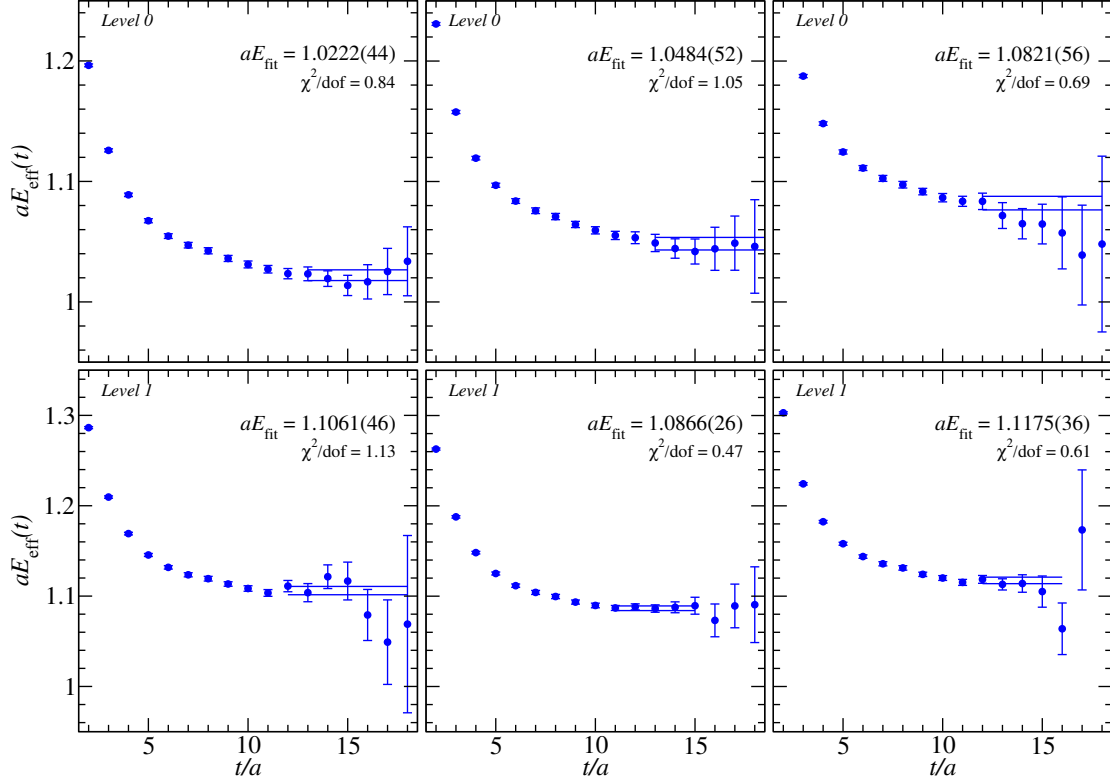 Level 0
aE_fit = 1.0222(44)
χ²/dof = 0.84
Level 0
aE_fit = 1.0484(52)
χ²/dof = 1.05
Level 0
aE_fit = 1.0821(56)
χ²/dof = 0.69
1.2
1.1
1
aE_eff(t)
Level 1
aE_fit = 1.1061(46)
χ²/dof = 1.13
Level 1
aE_fit = 1.0866(26)
χ²/dof = 0.47
Level 1
aE_fit = 1.1175(36)
χ²/dof = 0.61
1.3
1.2
1.1
1
aE_eff(t)
5 10 15
5 10 15
5 10 15
t/a
t/a
t/a